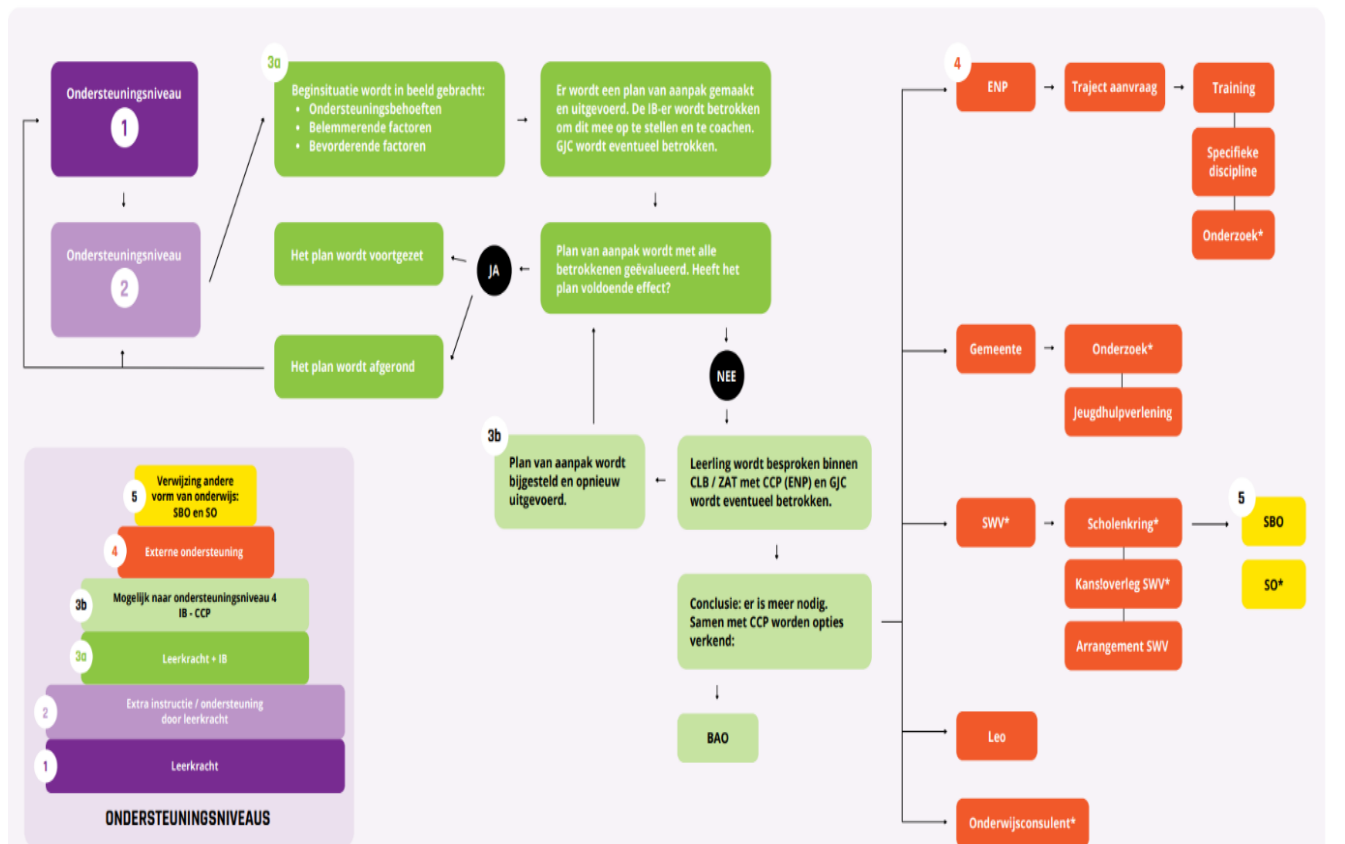 Ondersteuningsniveau
1
Ondersteuningsniveau
2
3a
Beginsituatie wordt in beeld gebracht:
• Ondersteuningsbehoeften
• Belemmerende factoren
• Bevorderende factoren
Er wordt een plan van aanpak gemaakt
en uitgevoerd. De IB-er wordt betrokken
om dit mee op te stellen en te coachen.
GJC wordt eventueel betrokken.
Het plan wordt voortgezet
JA
Plan van aanpak wordt met alle
betrokkenen geëvalueerd. Heeft het
plan voldoende effect?
Het plan wordt afgerond
NEE
3b
Plan van aanpak wordt
bijgesteld en opnieuw
uitgevoerd.
Leerling wordt besproken binnen
CLB / ZAT met CCP (ENP) en GJC
wordt eventueel betrokken.
Conclusie: er is meer nodig.
Samen met CCP worden opties
verkend:
BAO
4
ENP
Traject aanvraag
Training
Specifieke
discipline
Onderzoek*
Gemeente
Onderzoek*
Jeugdhulpverlening
SWV*
Scholenkring*
Kansloverleg SWV*
Arrangement SWV
5
SBO
SO*
Leo
Onderwijsconsulent*
5
Verwijzing andere
vorm van onderwijs:
SBO en SO
4
Externe ondersteuning
3b
Mogelijk naar ondersteuningsniveau 4
IB - CCP
3a
Leerkracht + IB
2
Extra instructie / ondersteuning
door leerkracht
1
Leerkracht
ONDERSTEUNINGSNIVEAUS